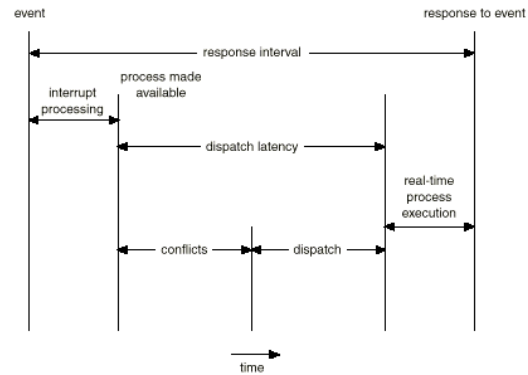 event
response to event
response interval
process made
available
interrupt
processing
dispatch latency
real-time
process
execution
conflicts
dispatch
time